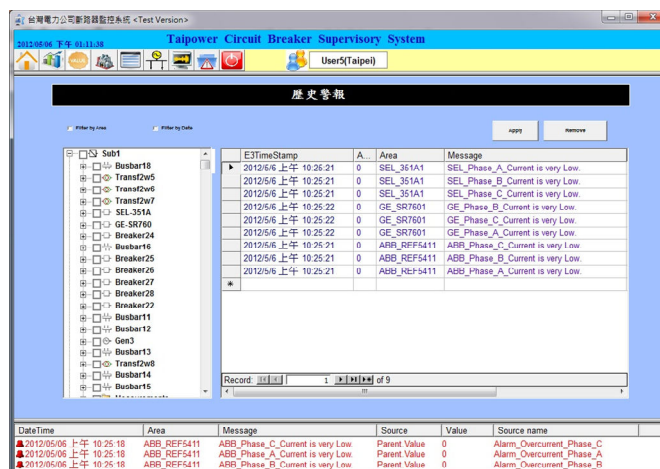 台灣電力公司斷路器監控系統 <Test Version>
Taipower Circuit Breaker Supervisory System
2012/05/06 下午 01:11:38
User5(Taipei)
歷史警報
Filter by Area
Filter by Date
Apply
Remove
Sub1
Busbar18
Transf2w5
Transf2w6
Transf2w7
SEL-351A
GE-SR760
Breaker24
Busbar16
Breaker25
Breaker26
Breaker27
Breaker28
Breaker22
Busbar11
Busbar12
Gen3
Busbar13
Transf2w8
Busbar14
Busbar15
Measurements
E3TimeStamp A... Area Message
2012/5/6 上午 10:26:21 0 SEL_351A1 SEL_Phase_A_Current is very Low.
2012/5/6 上午 10:25:21 0 SEL_351A1 SEL_Phase_B_Current is very Low.
2012/5/6 上午 10:25:21 0 SEL_351A1 SEL_Phase_C_Current is very Low.
2012/5/6 上午 10:25:22 0 GE_SR7601 GE_Phase_B_Current is very Low.
2012/5/6 上午 10:25:22 0 GE_SR7601 GE_Phase_C_Current is very Low.
2012/5/6 上午 10:25:22 0 GE_SR7601 GE_Phase_A_Current is very Low.
2012/5/6 上午 10:25:21 0 ABB_REF5411 ABB_Phase_C_Current is very Low.
2012/5/6 上午 10:25:21 0 ABB_REF5411 ABB_Phase_B_Current is very Low.
2012/5/6 上午 10:25:21 0 ABB_REF5411 ABB_Phase_A_Current is very Low.
Record: 1 of 9
DateTime Area Message Source Value Source name
2012/05/06 上午 10:25:18 ABB_REF5411 ABB_Phase_C_Current is very Low. Parent.Value 0 Alarm_Overcurrent_Phase_C
2012/05/06 上午 10:25:18 ABB_REF5411 ABB_Phase_A_Current is very Low. Parent.Value 0 Alarm_Overcurrent_Phase_A
2012/05/06 上午 10:25:18 ABB_REF5411 ABB_Phase_B_Current is very Low. Parent.Value 0 Alarm_Overcurrent_Phase_B